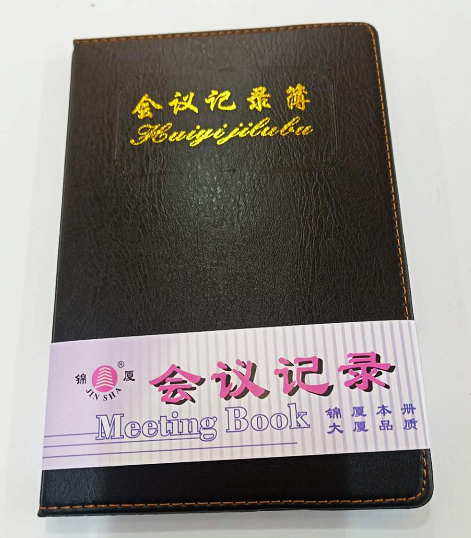 会议记录簿
Huiyijilubu
锦 ® 厦
JIN SHA
会议记录
Meeting Book
锦厦本册
大厦品质